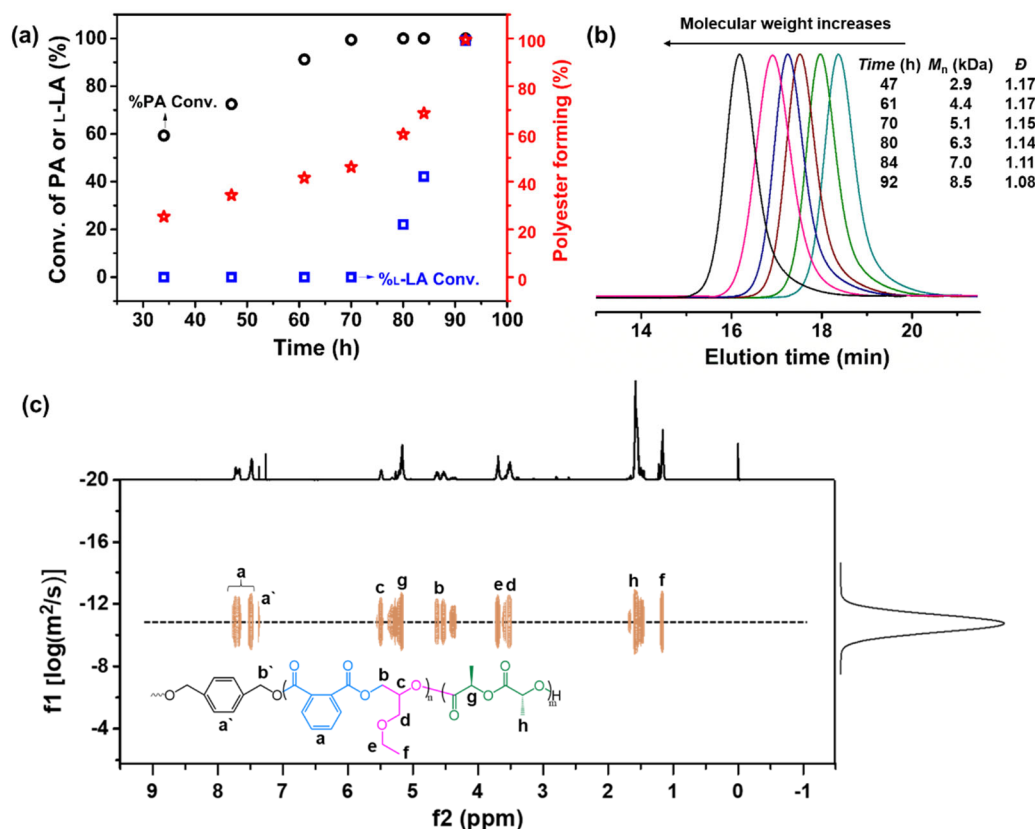 (a)
Conv. of PA or L-LA (%)
100
80
60
40
20
0
%PA Conv.
%L-LA Conv.
100
80
60
40
20
0
Polyester forming (%)
30 40 50 60 70 80 90 100
Time (h)
(b)
Molecular weight increases
Time (h) Mn (kDa) Đ
47 2.9 1.17
61 4.4 1.17
70 5.1 1.15
80 6.3 1.14
84 7.0 1.11
92 8.5 1.08
14 16 18 20
Elution time (min)
(c)
f1 [log(m²/s)]
-20
-16
-12
-8
-4
a
a`
c
g
b
e d
h
f
b`
O
O
O
O
O
O
O
n
O
O
O
O
H
m
a`
a
b
c
d
e
f
g
h
9 8 7 6 5 4 3 2 1 0 -1
f2 (ppm)